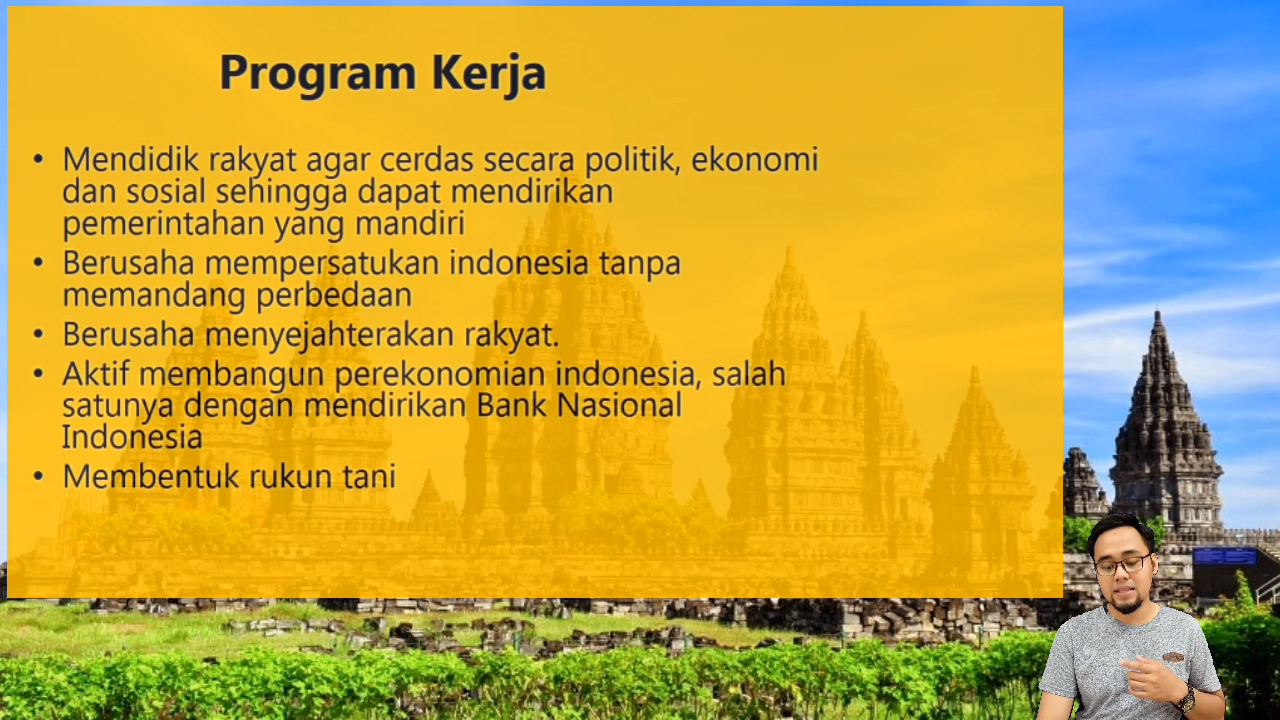 Program Kerja
• Mendidik rakyat agar cerdas secara politik, ekonomi
dan sosial sehingga dapat mendirikan
pemerintahan yang mandiri
• Berusaha mempersatukan indonesia tanpa
memandang perbedaan
• Berusaha menyejahterakan rakyat.
• Aktif membangun perekonomian indonesia, salah
satunya dengan mendirikan Bank Nasional
Indonesia
• Membentuk rukun tani